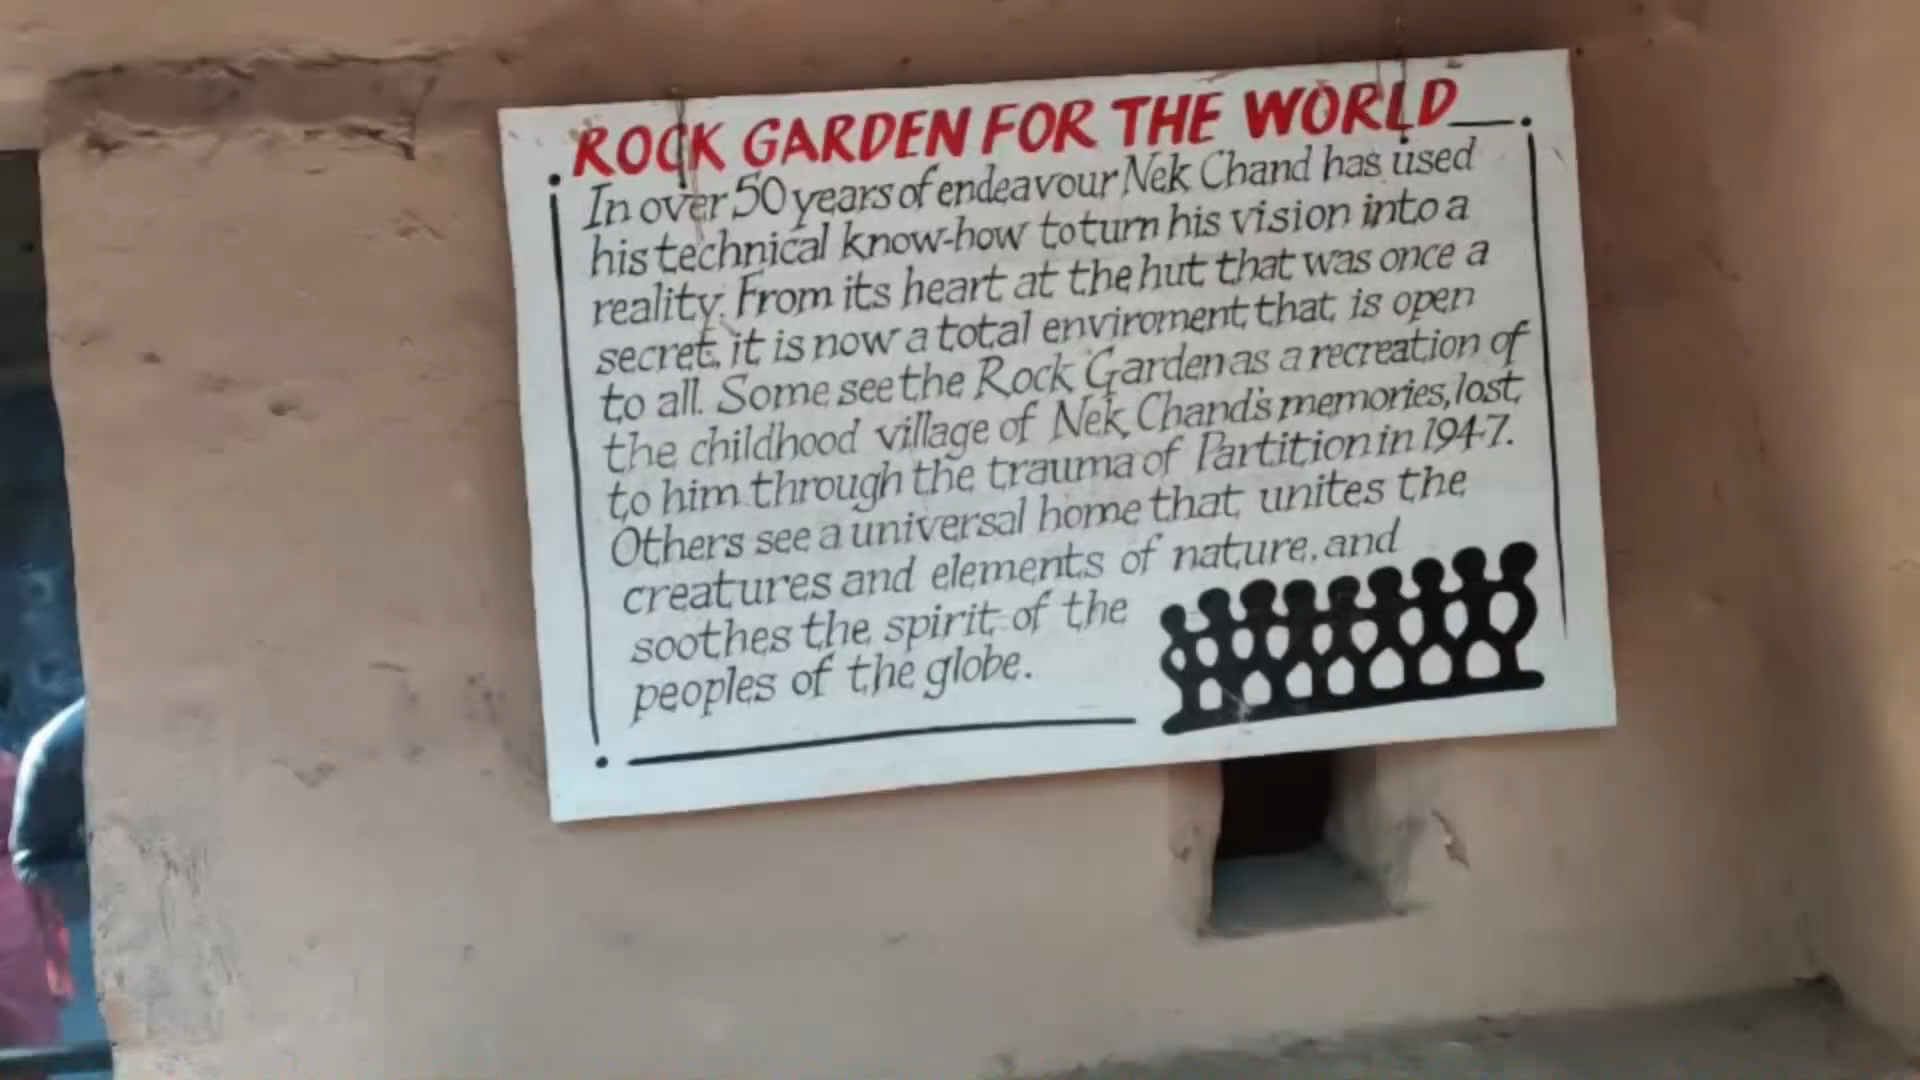 ROCK GARDEN FOR THE WORLD
In over 50 years of endeavour Nek Chand has used
his technical know-how to turn his vision into a
reality. From its heart at the hut that was once a
secret, it is now a total enviroment that is open
to all. Some see the Rock Garden as a recreation of
the childhood village of Nek Chand's memories, lost
to him through the trauma of Partition in 1947.
Others see a universal home that unites the
creatures and elements of nature, and
soothes the spirit of the
peoples of the globe.